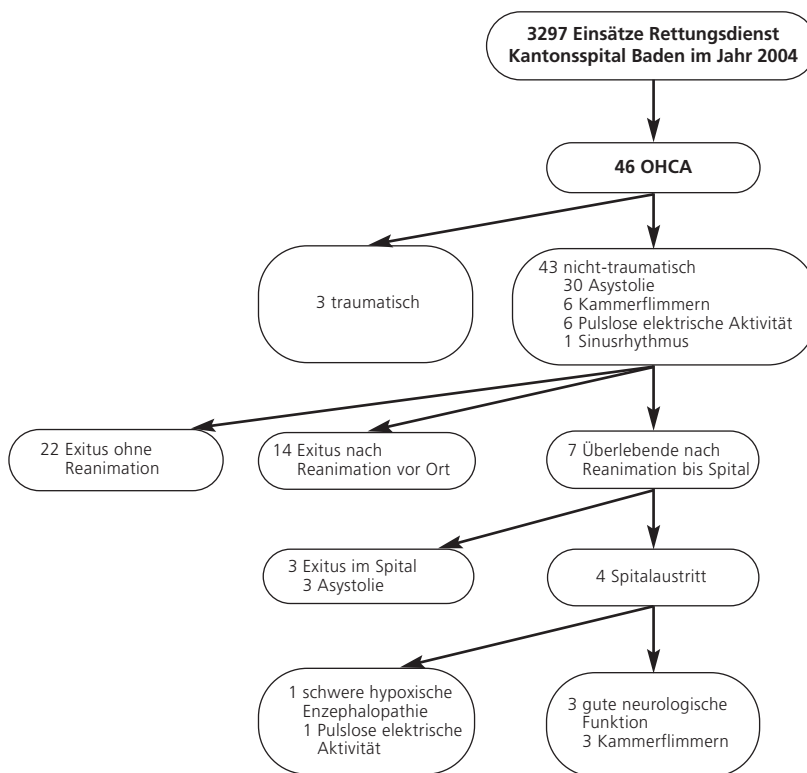 3297 Einsätze Rettungsdienst
Kantonsspital Baden im Jahr 2004
46 OHCA
3 traumatisch
43 nicht-traumatisch
30 Asystolie
6 Kammerflimmern
6 Pulslose elektrische Aktivität
1 Sinusrhythmus
22 Exitus ohne
Reanimation
14 Exitus nach
Reanimation vor Ort
7 Überlebende nach
Reanimation bis Spital
3 Exitus im Spital
3 Asystolie
4 Spitalaustritt
1 schwere hypoxische
Enzephalopathie
1 Pulslose elektrische
Aktivität
3 gute neurologische
Funktion
3 Kammerflimmern